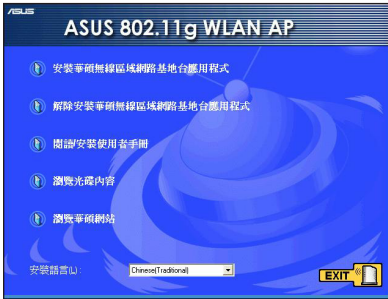 ASUS
ASUS 802.11g WLAN AP
安裝華碩無線區域網路基地台應用程式
解除安裝華碩無線區域網路基地台應用程式
閱讀/安裝使用者手冊
瀏覽光碟內容
瀏覽華碩網站
安裝語言(L):
Chinese(Traditional)
EXIT